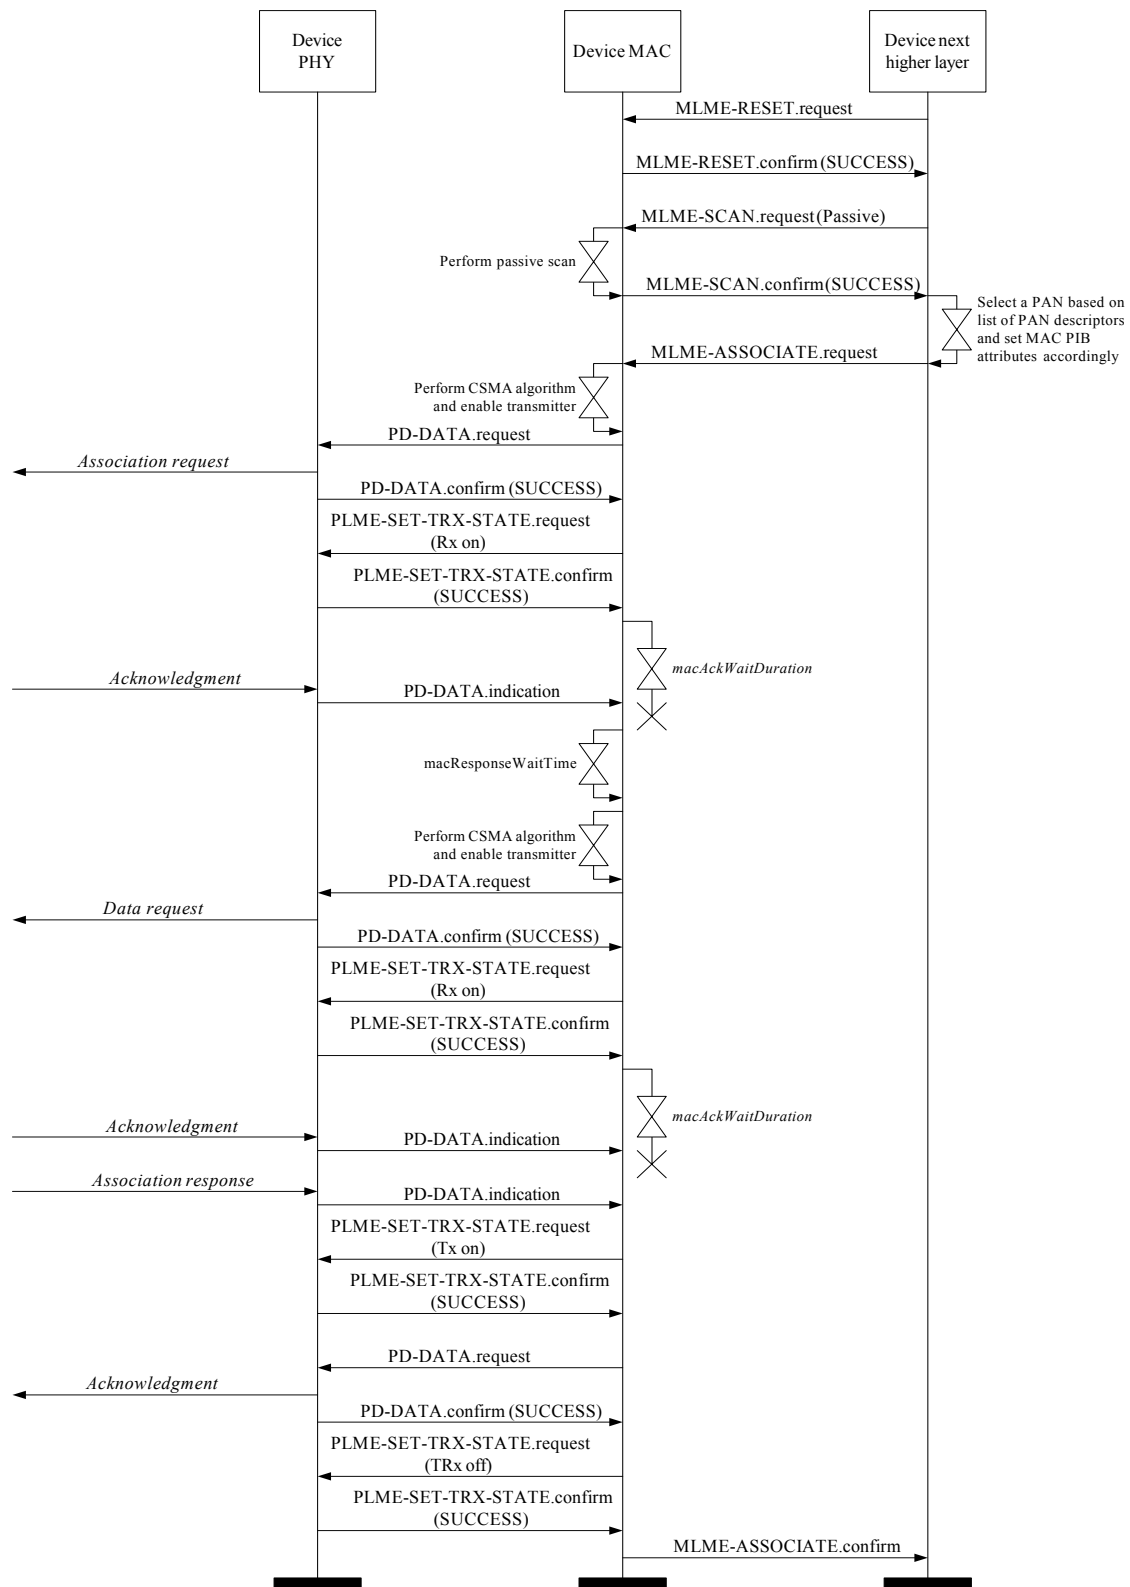 Device
PHY
Device MAC
Device next
higher layer
MLME-RESET.request
MLME-RESET.confirm (SUCCESS)
MLME-SCAN.request (Passive)
Perform passive scan
MLME-SCAN.confirm (SUCCESS)
Select a PAN based on
list of PAN descriptors
and set MAC PIB
attributes accordingly
MLME-ASSOCIATE.request
Perform CSMA algorithm
and enable transmitter
PD-DATA.request
Association request
PD-DATA.confirm (SUCCESS)
PLME-SET-TRX-STATE.request
(Rx on)
PLME-SET-TRX-STATE.confirm
(SUCCESS)
macAckWaitDuration
Acknowledgment
PD-DATA.indication
macResponseWaitTime
Perform CSMA algorithm
and enable transmitter
PD-DATA.request
Data request
PD-DATA.confirm (SUCCESS)
PLME-SET-TRX-STATE.request
(Rx on)
PLME-SET-TRX-STATE.confirm
(SUCCESS)
macAckWaitDuration
Acknowledgment
PD-DATA.indication
Association response
PD-DATA.indication
PLME-SET-TRX-STATE.request
(Tx on)
PLME-SET-TRX-STATE.confirm
(SUCCESS)
PD-DATA.request
Acknowledgment
PD-DATA.confirm (SUCCESS)
PLME-SET-TRX-STATE.request
(TRx off)
PLME-SET-TRX-STATE.confirm
(SUCCESS)
MLME-ASSOCIATE.confirm